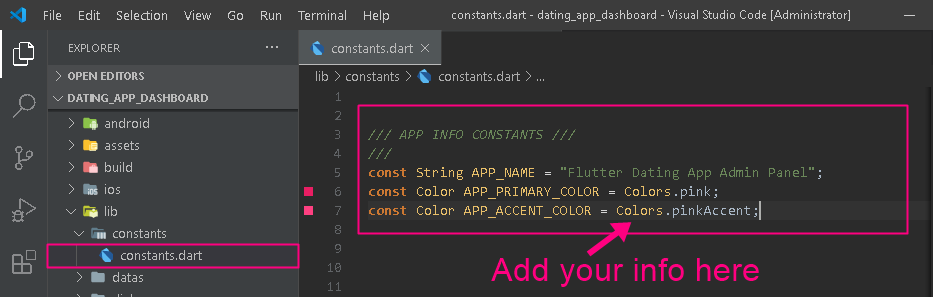 File Edit Selection View Go Run Terminal Help constants.dart - dating_app_dashboard - Visual Studio Code [Administrator]
EXPLORER ...
constants.dart
OPEN EDITORS
lib > constants > constants.dart > ...
DATING_APP_DASHBOARD
android
assets
build
ios
lib
constants
constants.dart
datas
1
2
3 /// APP INFO CONSTANTS ///
4 ///
5 const String APP_NAME = "Flutter Dating App Admin Panel";
6 const Color APP_PRIMARY_COLOR = Colors.pink;
7 const Color APP_ACCENT_COLOR = Colors.pinkAccent;
8
9
10
11
Add your info here